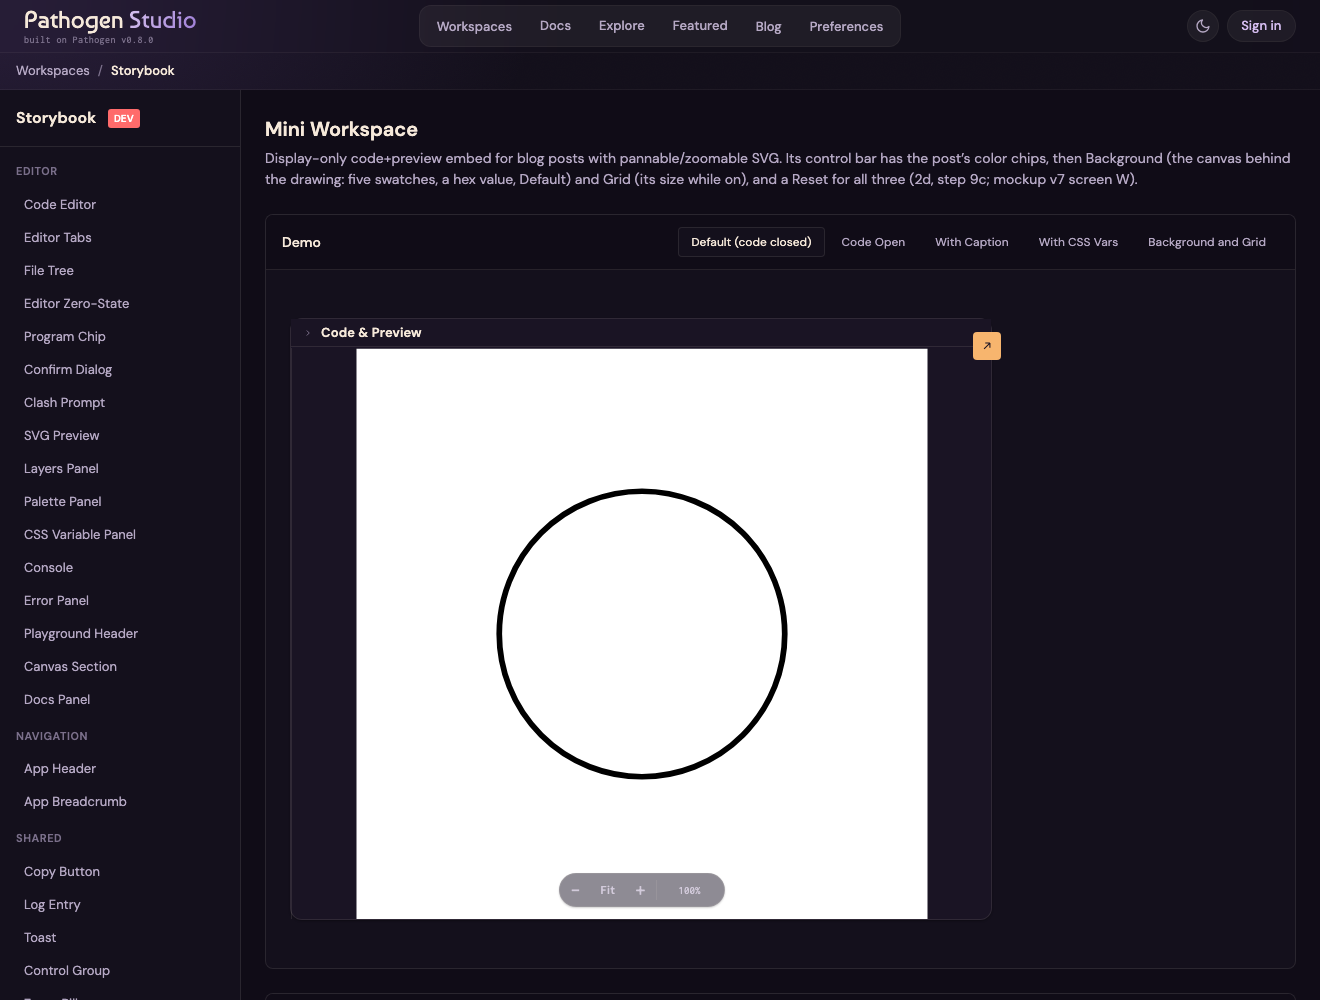 Pathogen Studio
built on Pathogen v0.8.0
Workspaces
Docs
Explore
Featured
Blog
Preferences
Sign in
Workspaces / Storybook
Storybook DEV
EDITOR
Code Editor
Editor Tabs
File Tree
Editor Zero-State
Program Chip
Confirm Dialog
Clash Prompt
SVG Preview
Layers Panel
Palette Panel
CSS Variable Panel
Console
Error Panel
Playground Header
Canvas Section
Docs Panel
NAVIGATION
App Header
App Breadcrumb
SHARED
Copy Button
Log Entry
Toast
Control Group
Mini Workspace
Display-only code+preview embed for blog posts with pannable/zoomable SVG. Its control bar has the post's color chips, then Background (the canvas behind
the drawing: five swatches, a hex value, Default) and Grid (its size while on), and a Reset for all three (2d, step 9c; mockup v7 screen W).
Demo
Default (code closed)
Code Open
With Caption
With CSS Vars
Background and Grid
Code & Preview
− Fit + 100%